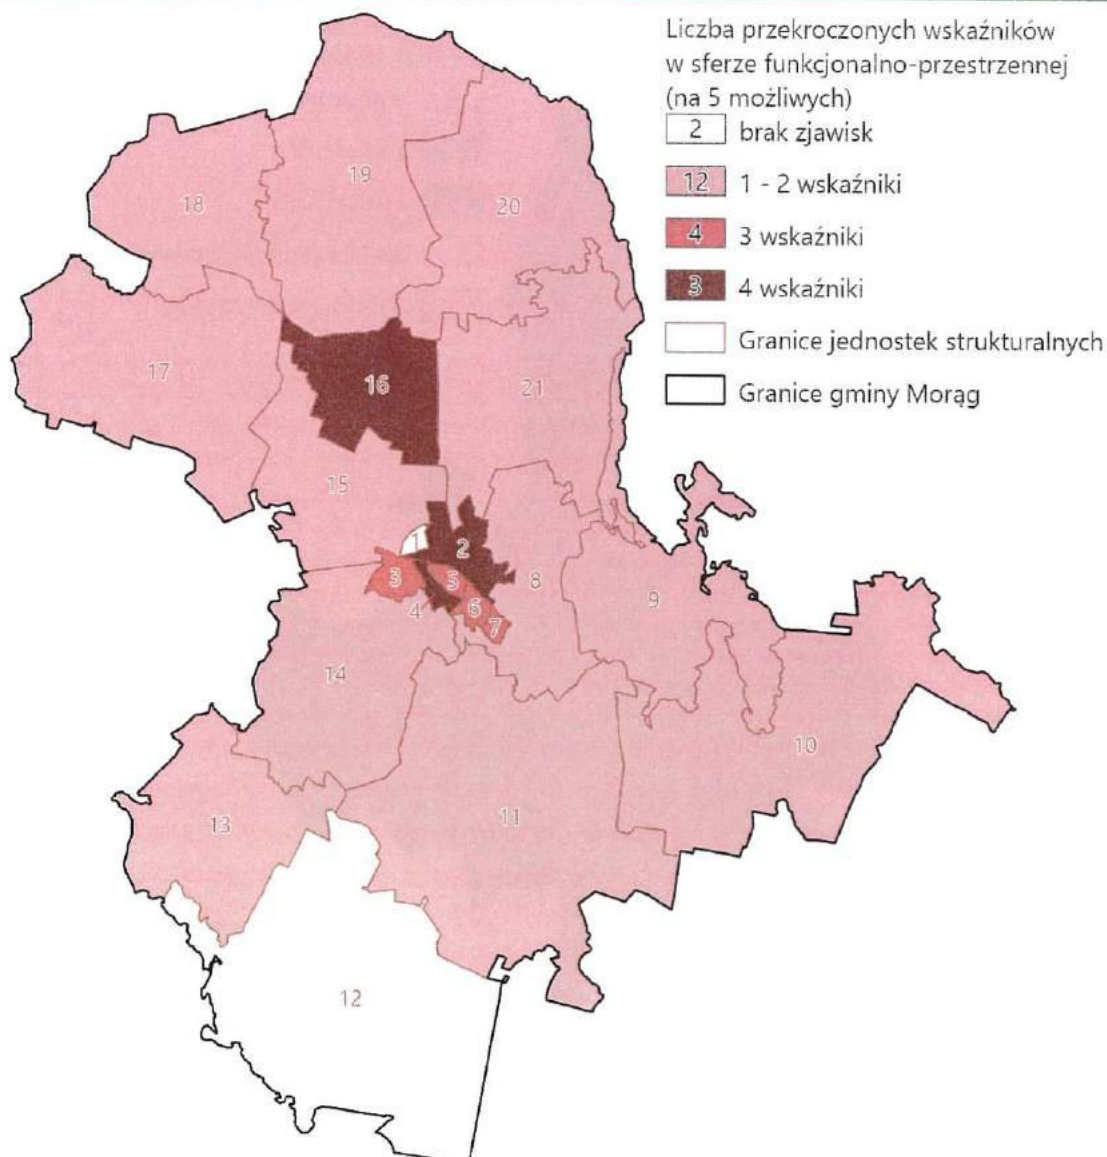 Liczba przekroczonych wskaźników
w sferze funkcjonalno-przestrzennej
(na 5 możliwych)
2 brak zjawisk
12 1 - 2 wskaźniki
4 3 wskaźniki
3 4 wskaźniki
Granice jednostek strukturalnych
Granice gminy Morąg
19
18
20
17
16
21
15
1
2
3
5
8
4
6
9
7
14
10
11
13
12